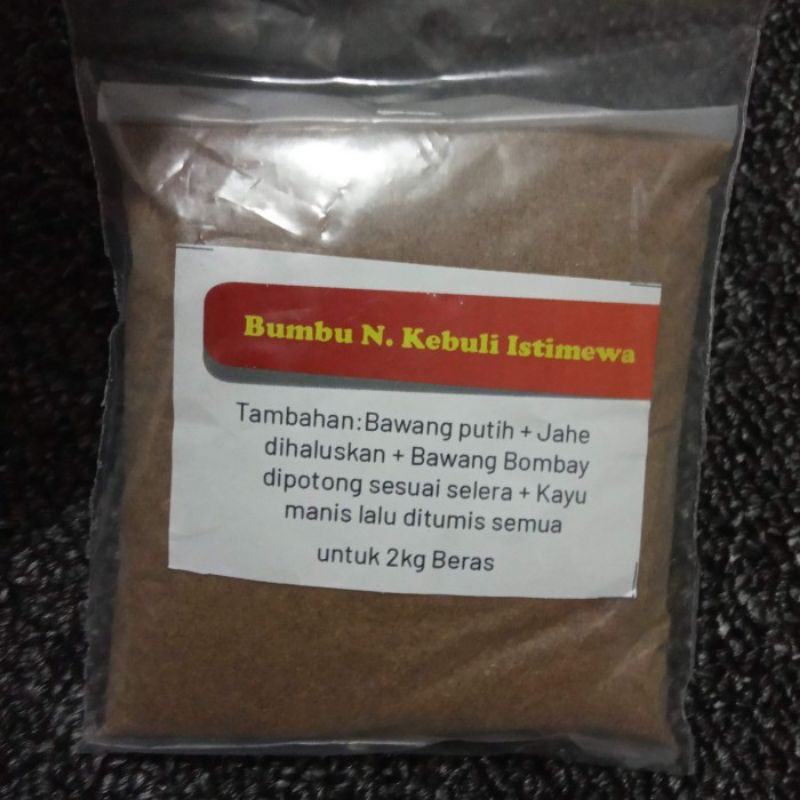 Bumbu N. Kebuli Istimewa
Tambahan:Bawang putih + Jahe
dihaluskan + Bawang Bombay
dipotong sesuai selera + Kayu
manis lalu ditumis semua
untuk 2kg Beras